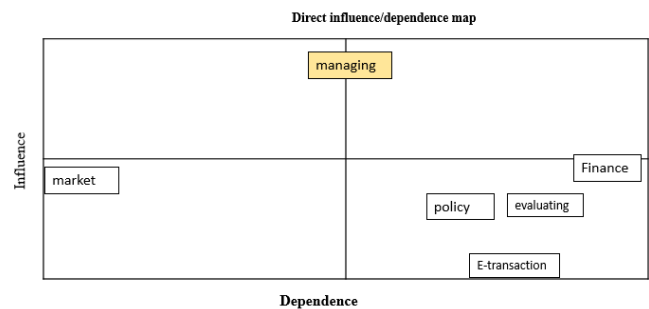 Direct influence/dependence map
managing
Influence
Finance
market
policy
evaluating
E-transaction
Dependence